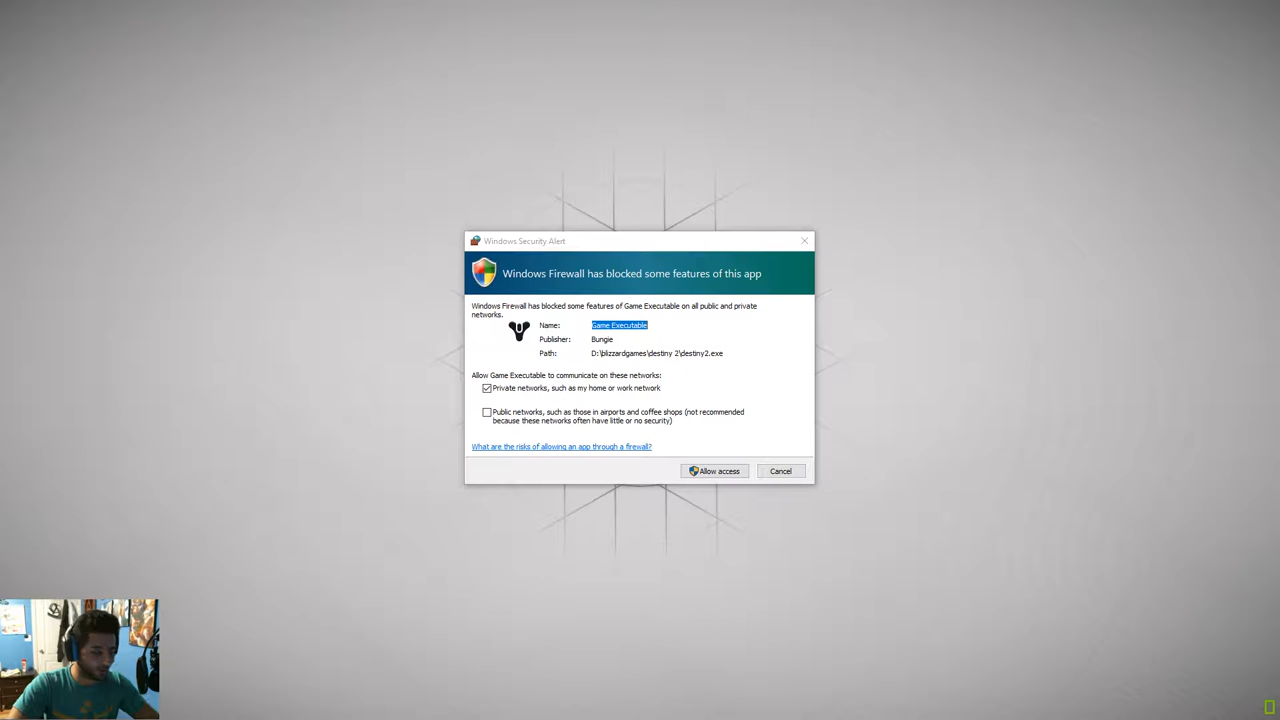 Windows Security Alert
Windows Firewall has blocked some features of this app
Windows Firewall has blocked some features of Game Executable on all public and private
networks.
Name: Game Executable
Publisher: Bungie
Path: D:\blizzardgames\destiny 2\destiny2.exe
Allow Game Executable to communicate on these networks:
Private networks, such as my home or work network
Public networks, such as those in airports and coffee shops (not recommended
because these networks often have little or no security)
What are the risks of allowing an app through a firewall?
Allow access Cancel